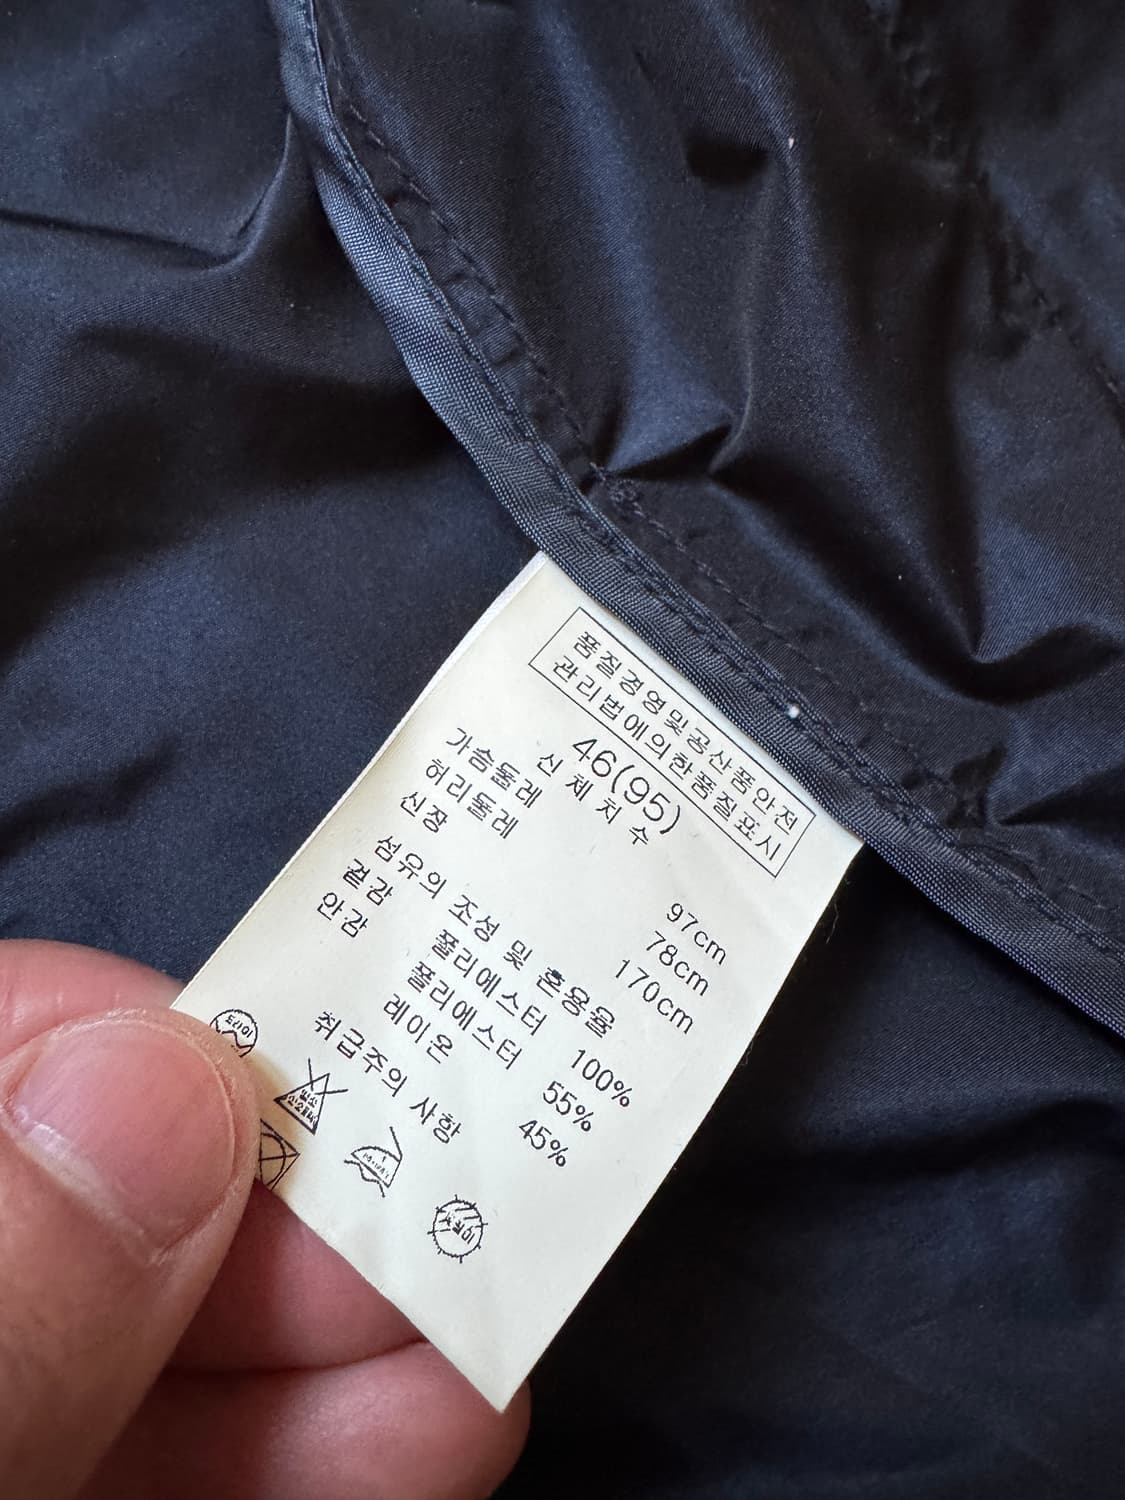 품질경영및공산품안전
관리법에의한품질표시
46(95)
신 체 치 수
가슴둘레 97cm
허리둘레 78cm
신장 170cm
섬유의 조성 및 혼용율
겉감 폴리에스터 100%
안감 폴리에스터 55%
레이온 45%
취급주의 사항
드라이